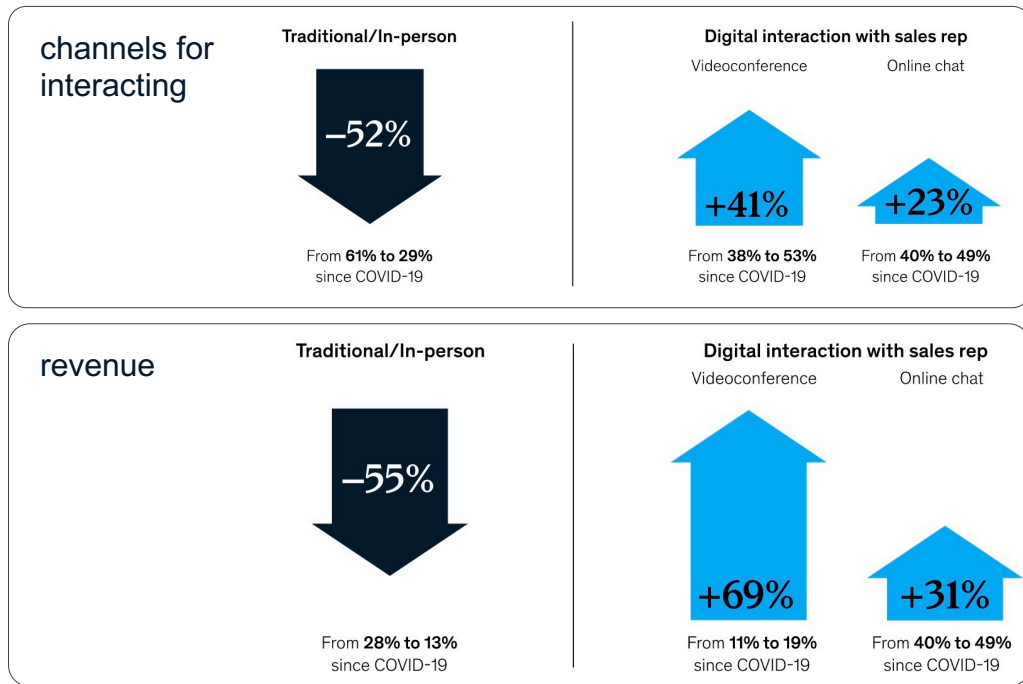 channels for
interacting
Traditional/In-person
–52%
From 61% to 29%
since COVID-19
Digital interaction with sales rep
Videoconference
+41%
From 38% to 53%
since COVID-19
Online chat
+23%
From 40% to 49%
since COVID-19
revenue
Traditional/In-person
–55%
From 28% to 13%
since COVID-19
Digital interaction with sales rep
Videoconference
+69%
From 11% to 19%
since COVID-19
Online chat
+31%
From 40% to 49%
since COVID-19